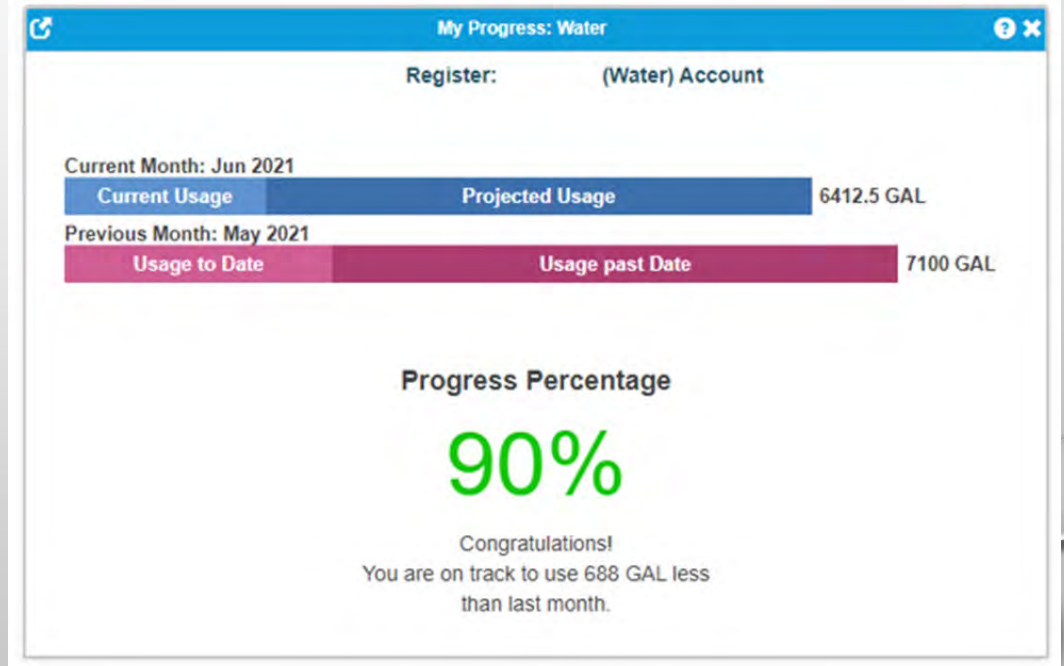 My Progress: Water
Register: (Water) Account
Current Month: Jun 2021
Current Usage Projected Usage 6412.5 GAL
Previous Month: May 2021
Usage to Date Usage past Date 7100 GAL
Progress Percentage
90%
Congratulations!
You are on track to use 688 GAL less
than last month.